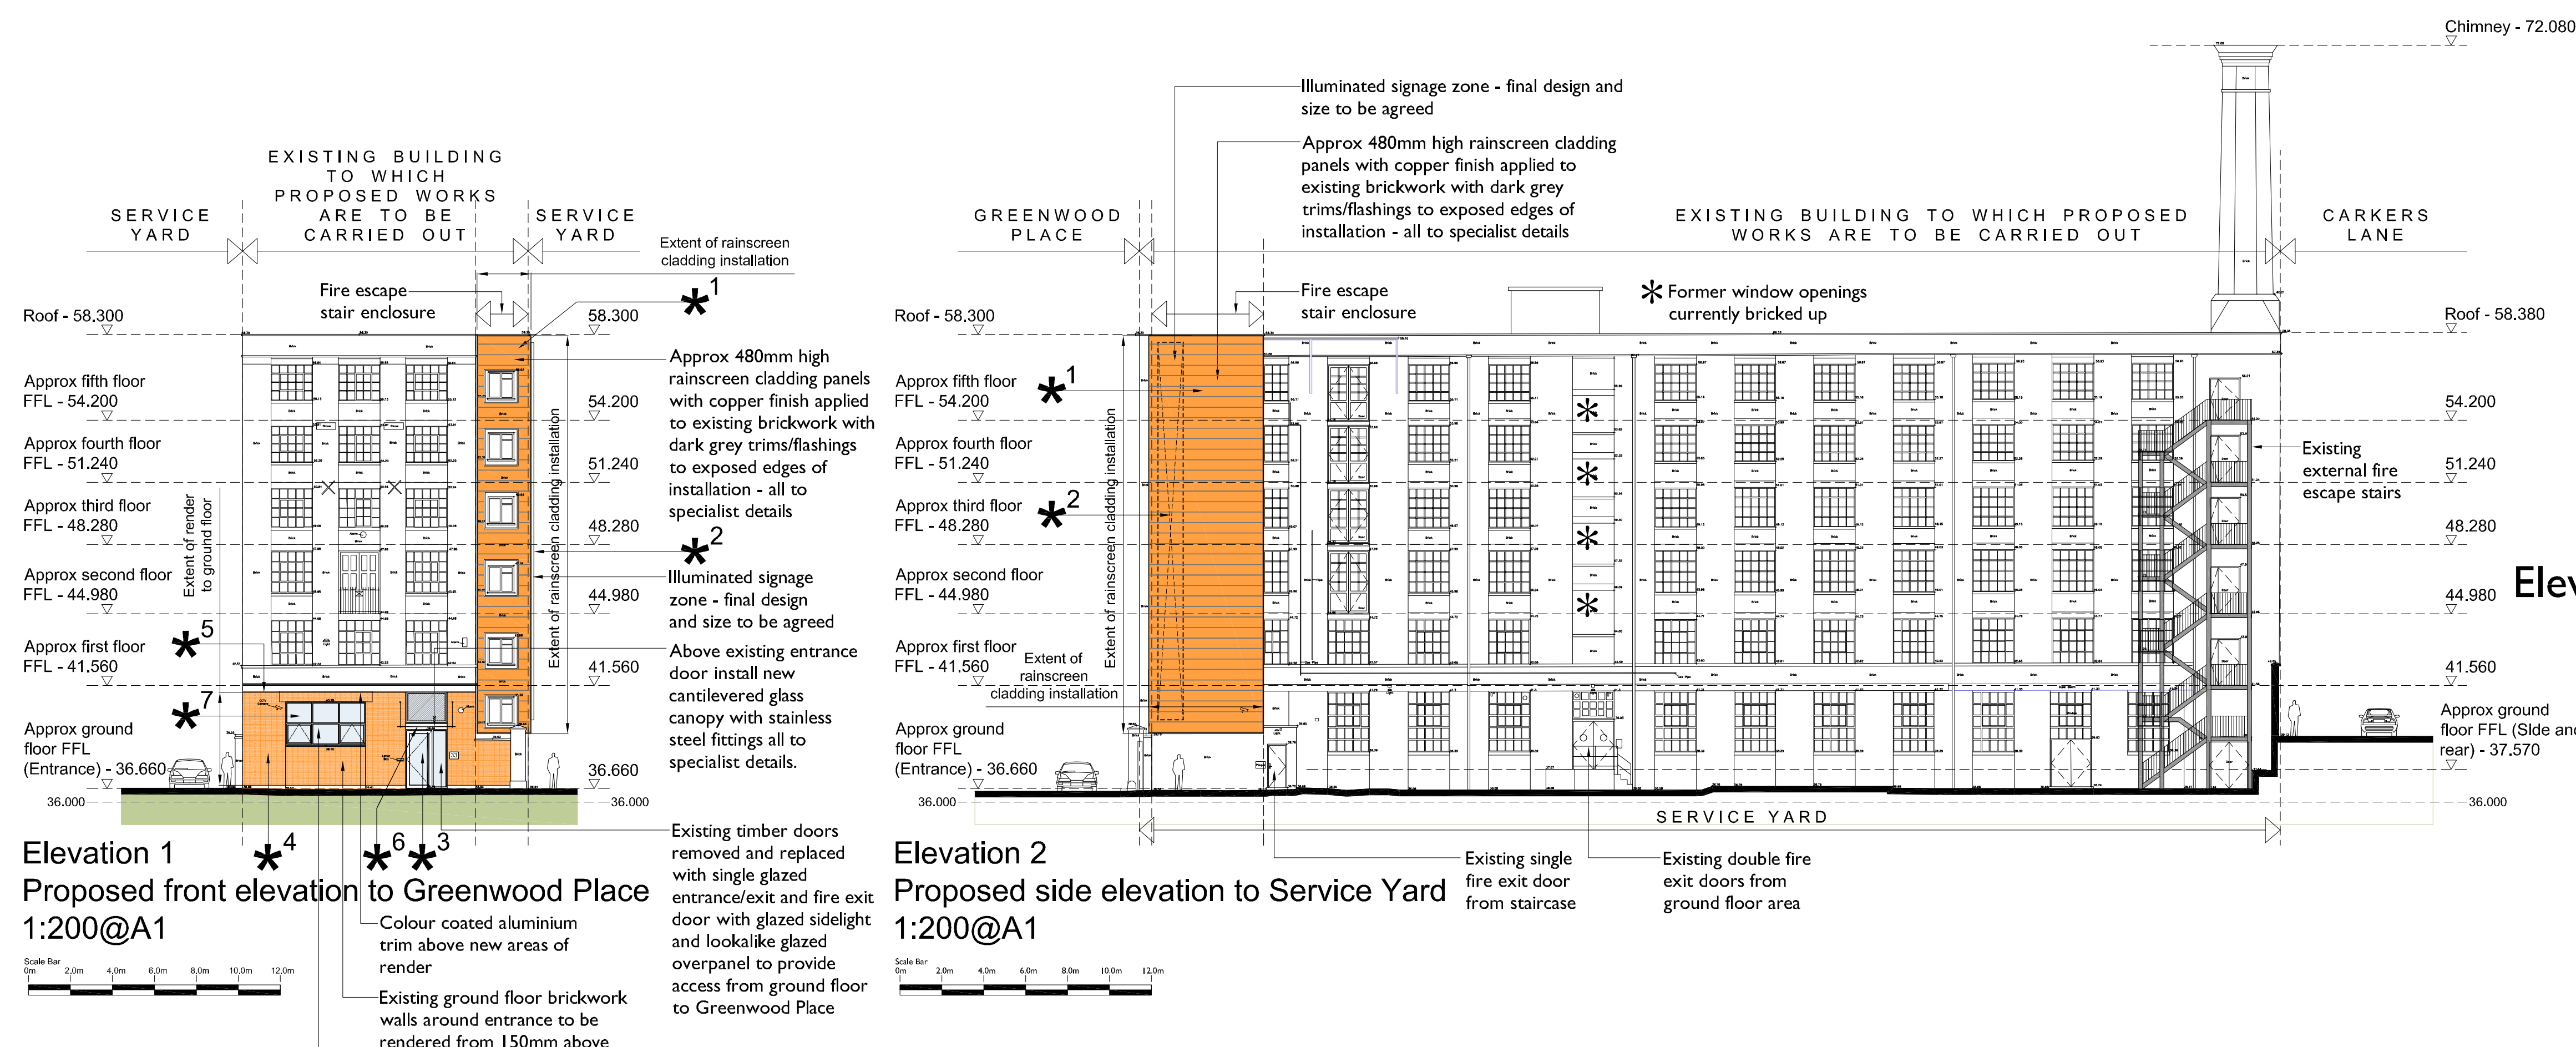 Chimney - 72.080
Illuminated signage zone - final design and
size to be agreed
Approx 480mm high rainscreen cladding
panels with copper finish applied to
existing brickwork with dark grey
trims/flashings to exposed edges of
installation - all to specialist details
EXISTING BUILDING
TO WHICH
PROPOSED WORKS
ARE TO BE
CARRIED OUT
SERVICE
YARD
SERVICE
YARD
Extent of rainscreen
cladding installation
Fire escape
stair enclosure
*1
Roof - 58.300
58.300
Approx fifth floor
FFL - 54.200
54.200
Approx fourth floor
FFL - 51.240
51.240
Approx third floor
FFL - 48.280
48.280
Approx second floor
FFL - 44.980
44.980
Approx first floor
FFL - 41.560
41.560
Approx ground
floor FFL
(Entrance) - 36.660
36.660
36.000
36.000
Extent of render
to ground floor
Extent of rainscreen cladding installation
*5
*7
*4
*6
*3
Approx 480mm high
rainscreen cladding panels
with copper finish applied
to existing brickwork with
dark grey trims/flashings
to exposed edges of
installation - all to
specialist details
*2
Illuminated signage
zone - final design
and size to be agreed
Above existing entrance
door install new
cantilevered glass
canopy with stainless
steel fittings all to
specialist details.
Existing timber doors
removed and replaced
with single glazed
entrance/exit and fire exit
door with glazed sidelight
and lookalike glazed
overpanel to provide
access from ground floor
to Greenwood Place
Elevation 1
Proposed front elevation to Greenwood Place
1:200@A1
Colour coated aluminium
trim above new areas of
render
Existing ground floor brickwork
walls around entrance to be
rendered from 150mm above
Scale Bar
0m 2.0m 4.0m 6.0m 8.0m 10.0m 12.0m
GREENWOOD
PLACE
EXISTING BUILDING TO WHICH PROPOSED
WORKS ARE TO BE CARRIED OUT
CARKERS
LANE
Fire escape
stair enclosure
* Former window openings
currently bricked up
Roof - 58.300
Roof - 58.380
Approx fifth floor
FFL - 54.200
*1
54.200
Approx fourth floor
FFL - 51.240
51.240
Approx third floor
FFL - 48.280
*2
48.280
Approx second floor
FFL - 44.980
44.980
Approx first floor
FFL - 41.560
41.560
Extent of
rainscreen
cladding installation
Extent of rainscreen cladding installation
Approx ground
floor FFL
(Entrance) - 36.660
36.000
*
*
*
*
Existing
external fire
escape stairs
Elev
Approx ground
floor FFL (Side and
rear) - 37.570
36.000
SERVICE YARD
Elevation 2
Proposed side elevation to Service Yard
1:200@A1
Existing single
fire exit door
from staircase
Existing double fire
exit doors from
ground floor area
Scale Bar
0m 2.0m 4.0m 6.0m 8.0m 10.0m 12.0m